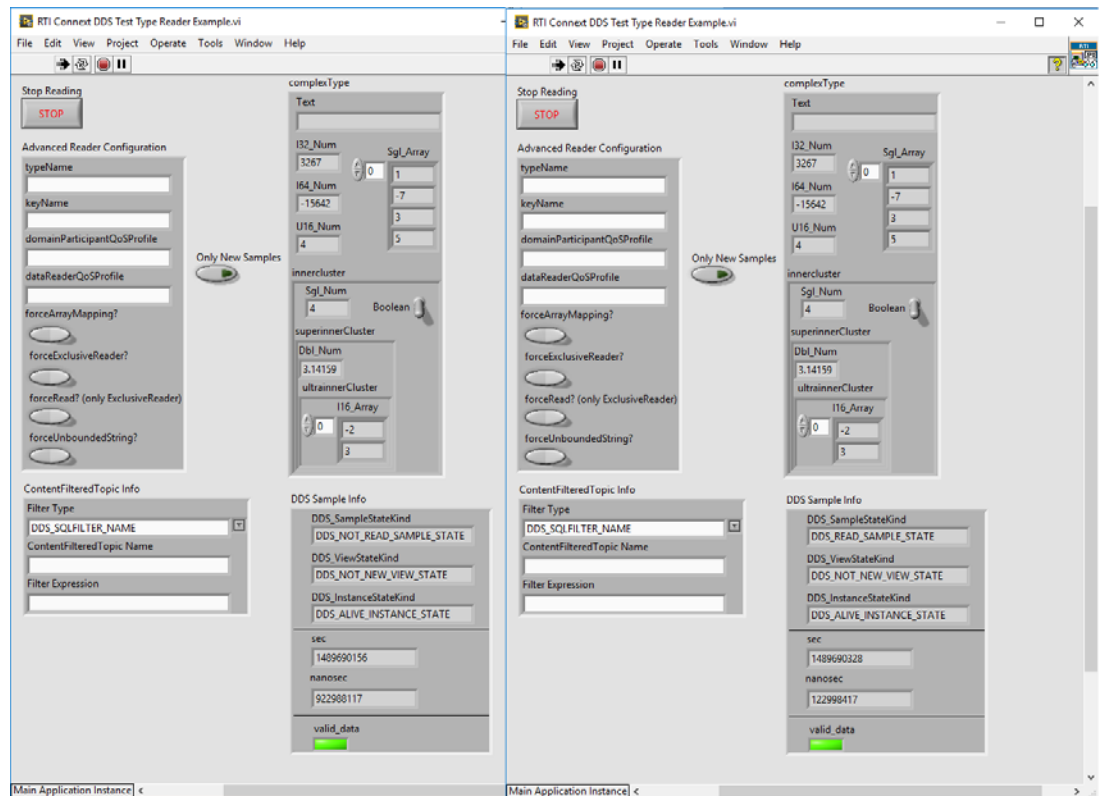 RTI Connext DDS Test Type Reader Example.vi
File Edit View Project Operate Tools Window Help
Stop Reading
STOP
Advanced Reader Configuration
typeName
keyName
domainParticipantQoSProfile
dataReaderQoSProfile
forceArrayMapping?
forceExclusiveReader?
forceRead? (only ExclusiveReader)
forceUnboundedString?
Only New Samples
complexType
Text
I32_Num
3267
I64_Num
-15642
U16_Num
4
Sgl_Array
0
1
-7
3
5
innercluster
Sgl_Num
4
Boolean
superinnerCluster
Dbl_Num
3.14159
ultrainnerCluster
I16_Array
0
-2
3
ContentFilteredTopic Info
Filter Type
DDS_SQLFILTER_NAME
ContentFilteredTopic Name
Filter Expression
DDS Sample Info
DDS_SampleStateKind
DDS_NOT_READ_SAMPLE_STATE
DDS_ViewStateKind
DDS_NOT_NEW_VIEW_STATE
DDS_InstanceStateKind
DDS_ALIVE_INSTANCE_STATE
sec
1489690156
nanosec
922988117
valid_data
Main Application Instance
RTI Connext DDS Test Type Reader Example.vi
File Edit View Project Operate Tools Window Help
RTI
Stop Reading
STOP
Advanced Reader Configuration
typeName
keyName
domainParticipantQoSProfile
dataReaderQoSProfile
forceArrayMapping?
forceExclusiveReader?
forceRead? (only ExclusiveReader)
forceUnboundedString?
Only New Samples
complexType
Text
I32_Num
3267
I64_Num
-15642
U16_Num
4
Sgl_Array
0
1
-7
3
5
innercluster
Sgl_Num
4
Boolean
superinnerCluster
Dbl_Num
3.14159
ultrainnerCluster
I16_Array
0
-2
3
ContentFilteredTopic Info
Filter Type
DDS_SQLFILTER_NAME
ContentFilteredTopic Name
Filter Expression
DDS Sample Info
DDS_SampleStateKind
DDS_READ_SAMPLE_STATE
DDS_ViewStateKind
DDS_NOT_NEW_VIEW_STATE
DDS_InstanceStateKind
DDS_ALIVE_INSTANCE_STATE
sec
1489690328
nanosec
122998417
valid_data
Main Application Instance